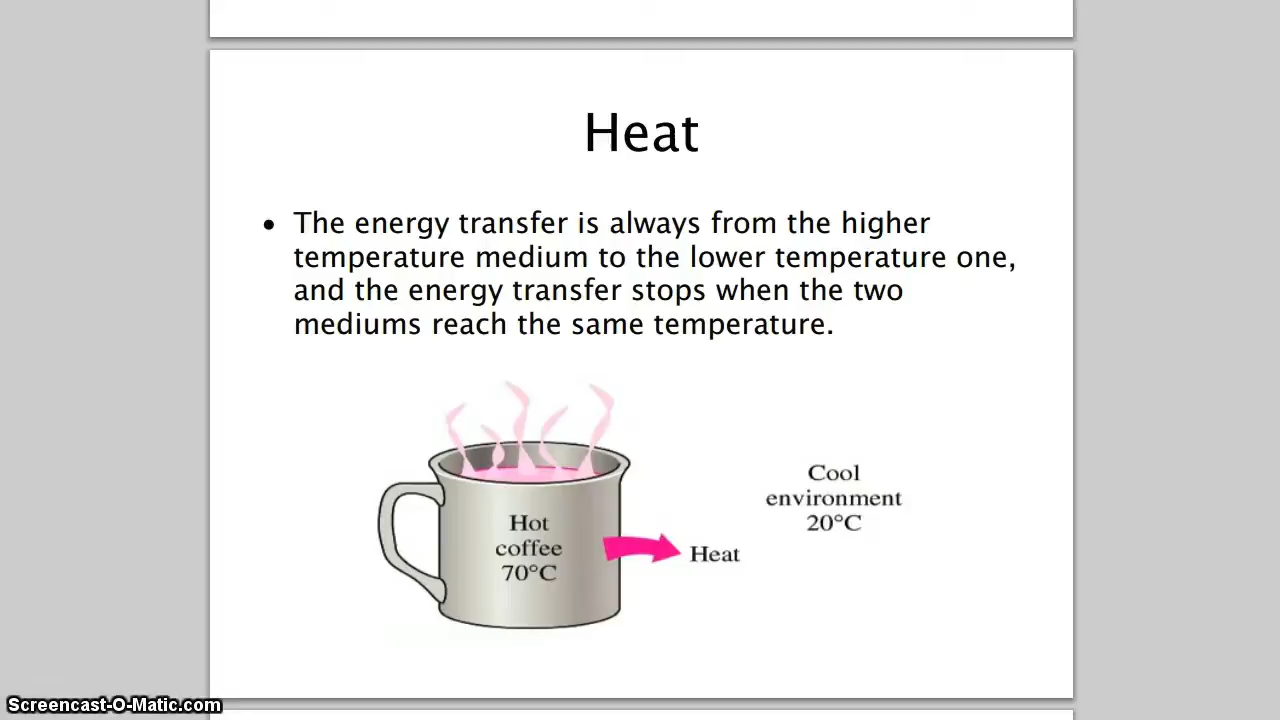 Heat
• The energy transfer is always from the higher
temperature medium to the lower temperature one,
and the energy transfer stops when the two
mediums reach the same temperature.
Hot
coffee
70°C
Heat
Cool
environment
20°C
Screencast-O-Matic.com